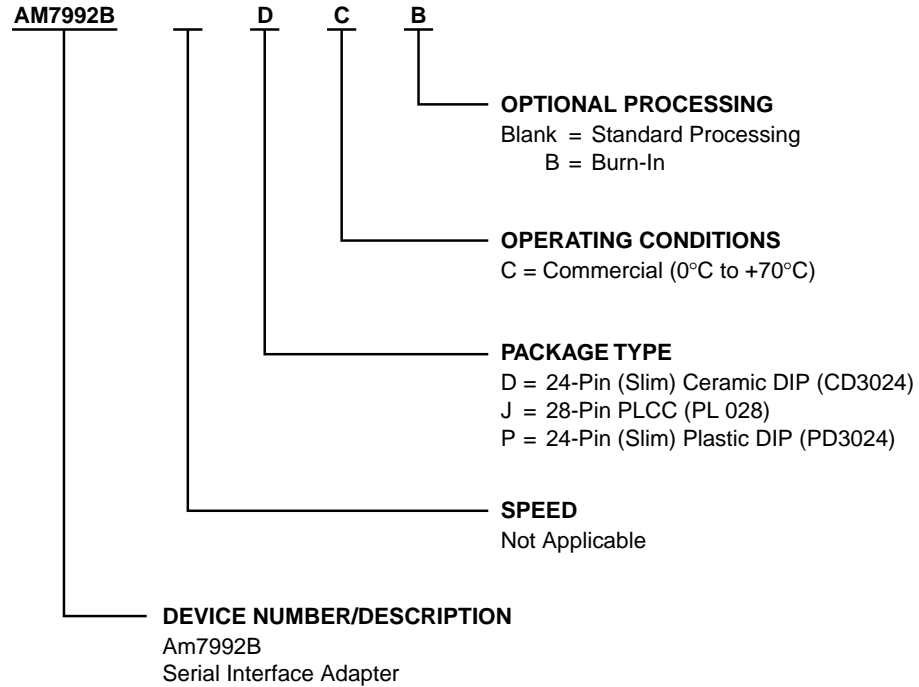 AM7992B D C B
OPTIONAL PROCESSING
Blank = Standard Processing
B = Burn-In
OPERATING CONDITIONS
C = Commercial (0°C to +70°C)
PACKAGE TYPE
D = 24-Pin (Slim) Ceramic DIP (CD3024)
J = 28-Pin PLCC (PL 028)
P = 24-Pin (Slim) Plastic DIP (PD3024)
SPEED
Not Applicable
DEVICE NUMBER/DESCRIPTION
Am7992B
Serial Interface Adapter